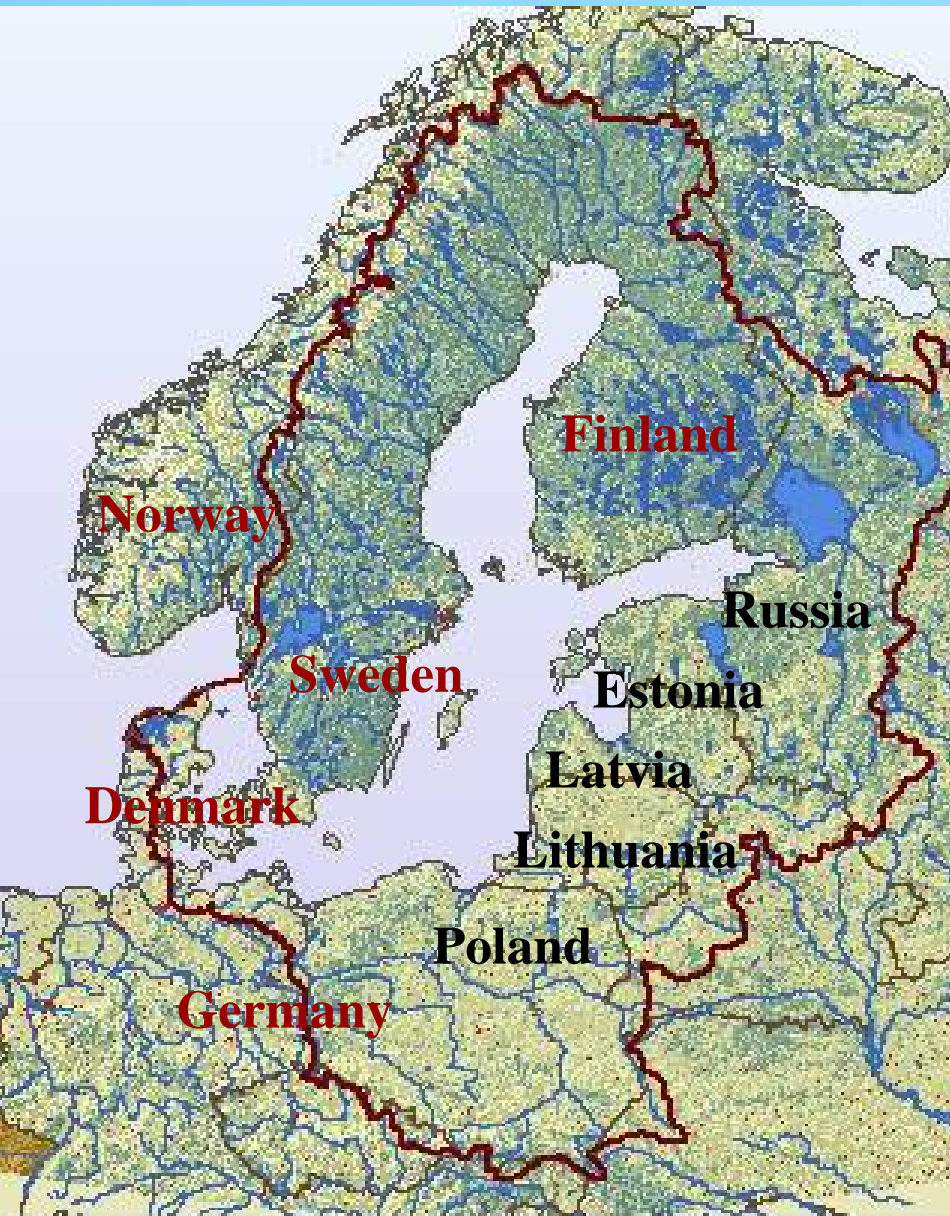 Finland
Norway
Russia
Sweden
Estonia
Latvia
Denmark
Lithuania
Poland
Germany